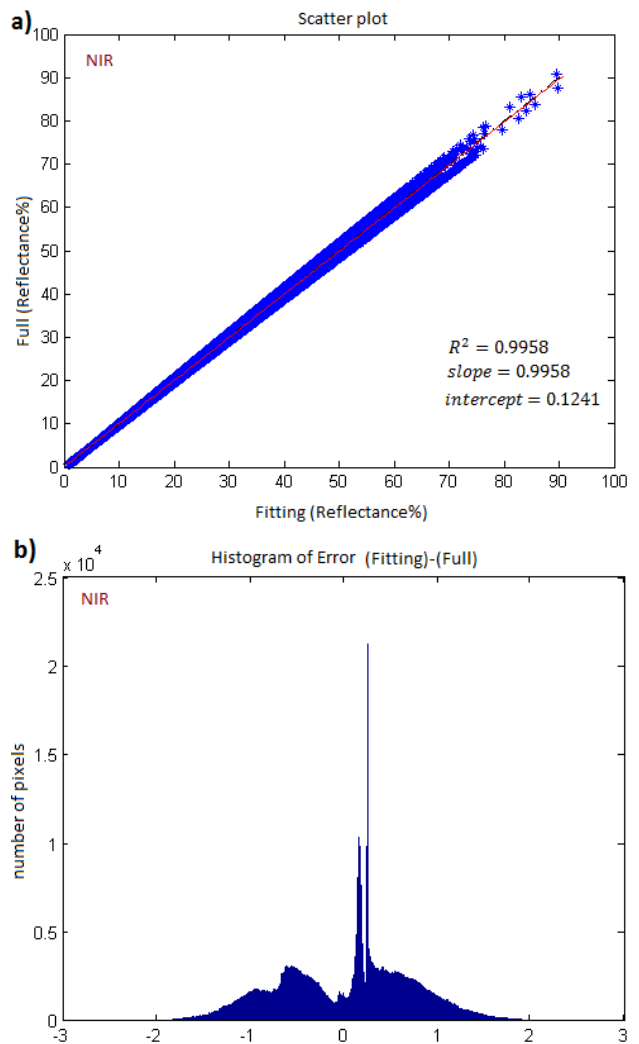 a)
Scatter plot
NIR
100
90
80
70
60
50
40
30
20
10
0
Full (Reflectance%)
R² = 0.9958
slope = 0.9958
intercept = 0.1241
0 10 20 30 40 50 60 70 80 90 100
Fitting (Reflectance%)
b)
Histogram of Error (Fitting)-(Full)
x 10⁴
NIR
2.5
2
1.5
1
0.5
0
number of pixels
-3 -2 -1 0 1 2 3